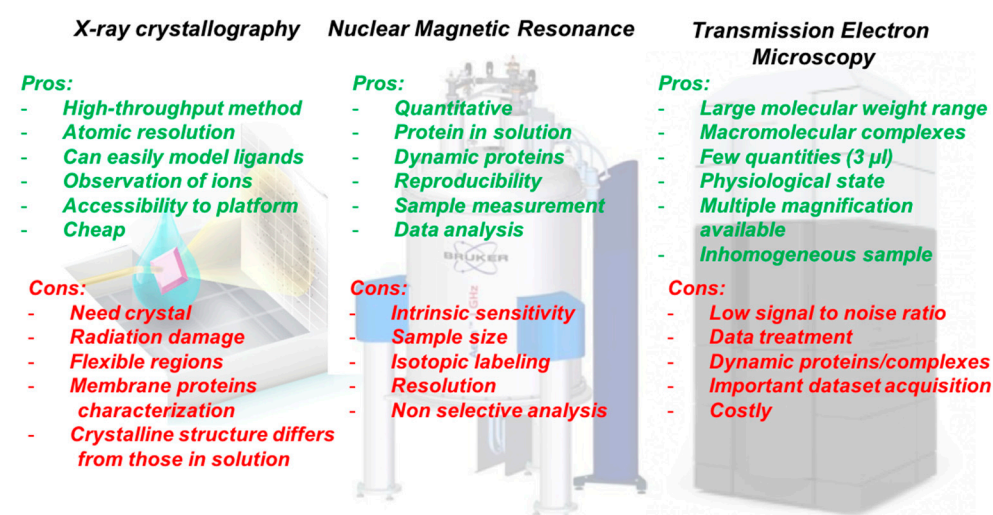 X-ray crystallography
Pros:
- High-throughput method
- Atomic resolution
- Can easily model ligands
- Observation of ions
- Accessibility to platform
- Cheap
Cons:
- Need crystal
- Radiation damage
- Flexible regions
- Membrane proteins
characterization
- Crystalline structure differs
from those in solution
Nuclear Magnetic Resonance
Pros:
- Quantitative
- Protein in solution
- Dynamic proteins
- Reproducibility
- Sample measurement
- Data analysis
BRUKER
GHz
Cons:
- Intrinsic sensitivity
- Sample size
- Isotopic labeling
- Resolution
- Non selective analysis
Transmission Electron
Microscopy
Pros:
- Large molecular weight range
- Macromolecular complexes
- Few quantities (3 µl)
- Physiological state
- Multiple magnification
available
- Inhomogeneous sample
Cons:
- Low signal to noise ratio
- Data treatment
- Dynamic proteins/complexes
- Important dataset acquisition
- Costly